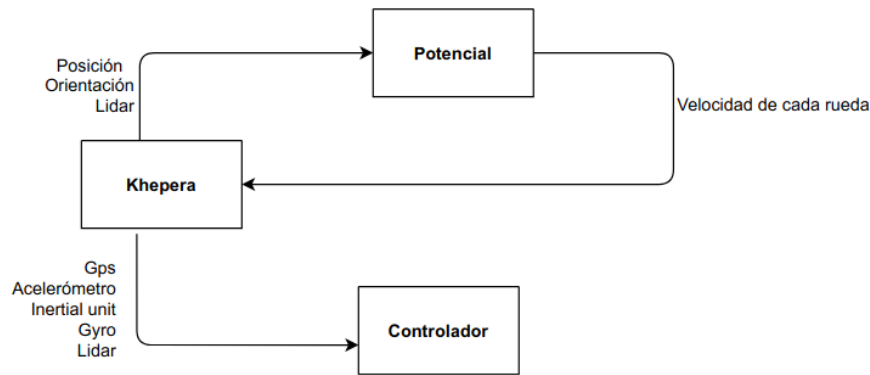 Potencial
Posición
Orientación
Lidar
Velocidad de cada rueda
Khepera
Gps
Acelerómetro
Inertial unit
Gyro
Lidar
Controlador